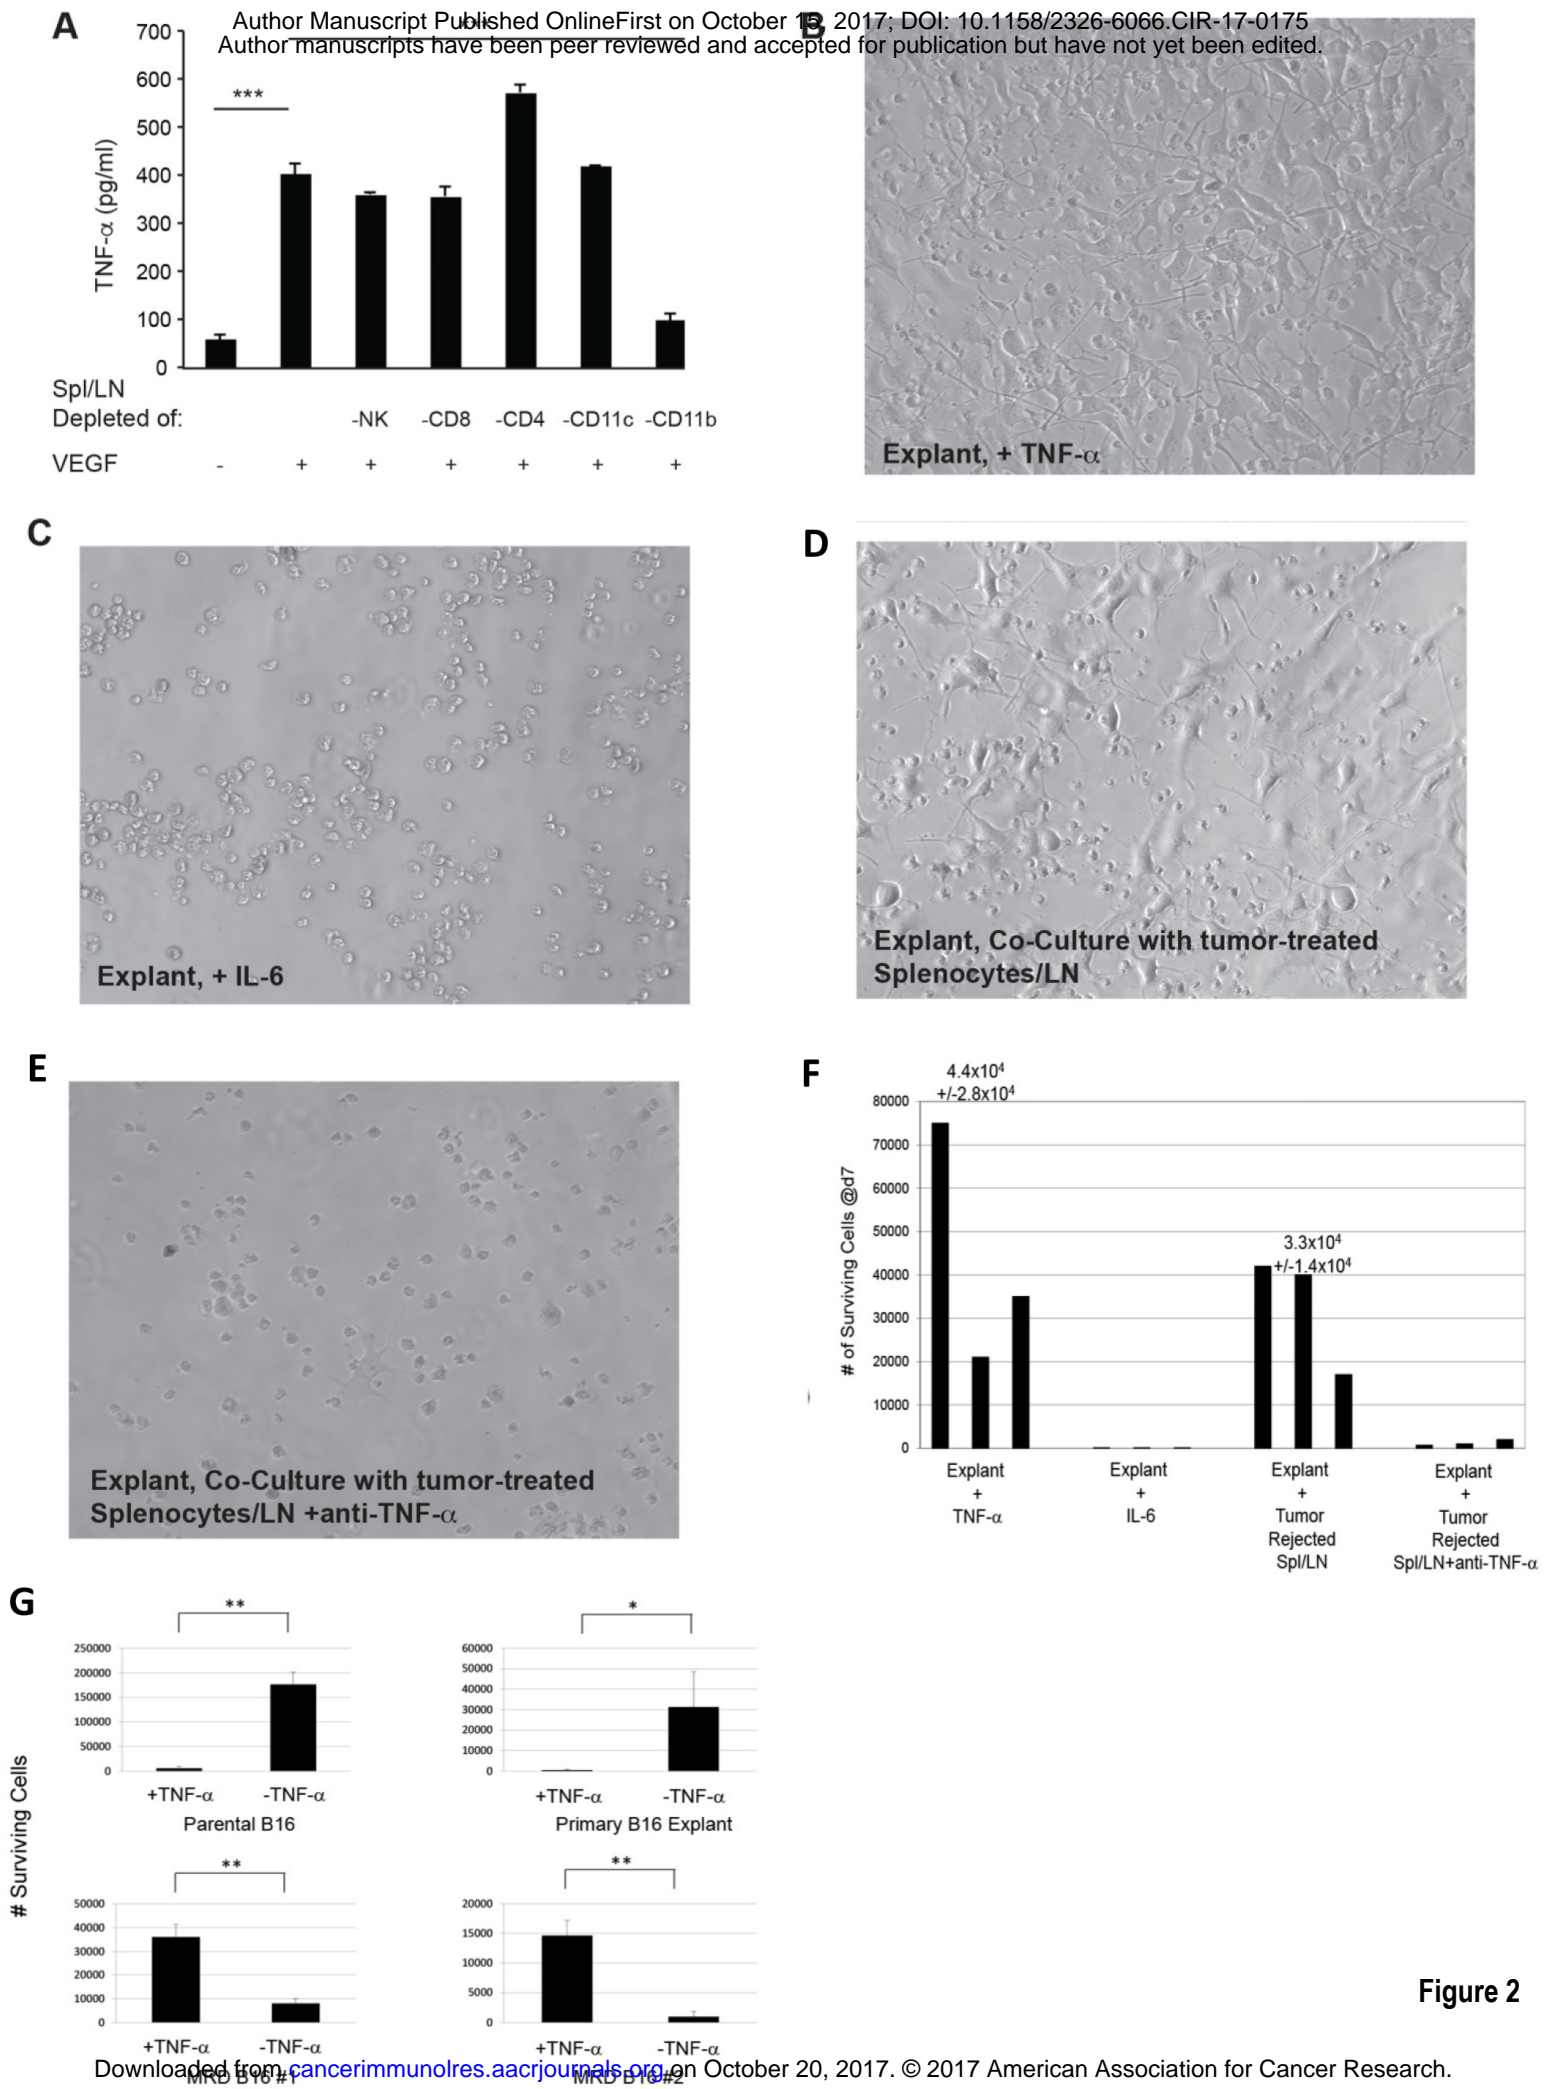 Author Manuscript Published OnlineFirst on October 15, 2017; DOI: 10.1158/2326-6066.CIR-17-0175
Author manuscripts have been peer reviewed and accepted for publication but have not yet been edited.
A
700
600
500
400
300
200
100
0
TNF-α (pg/ml)
***
***
Spl/LN
Depleted of:
-NK -CD8 -CD4 -CD11c -CD11b
VEGF - + + + + + +
B
Explant, + TNF-α
C
Explant, + IL-6
D
Explant, Co-Culture with tumor-treated
Splenocytes/LN
E
Explant, Co-Culture with tumor-treated
Splenocytes/LN +anti-TNF-α
F
4.4x10⁴
+/-2.8x10⁴
3.3x10⁴
+/-1.4x10⁴
80000
70000
60000
50000
40000
30000
20000
10000
0
# of Surviving Cells @d7
Explant
+
TNF-α
Explant
+
IL-6
Explant
+
Tumor
Rejected
Spl/LN
Explant
+
Tumor
Rejected
Spl/LN+anti-TNF-α
G
# Surviving Cells
**
250000
200000
150000
100000
50000
0
+TNF-α -TNF-α
Parental B16
*
60000
50000
40000
30000
20000
10000
0
+TNF-α -TNF-α
Primary B16 Explant
**
50000
40000
30000
20000
10000
0
+TNF-α -TNF-α
MRD B16 #1
**
20000
15000
10000
5000
0
+TNF-α -TNF-α
MRD B16 #2
Figure 2
Downloaded from cancerimmunolres.aacrjournals.org on October 20, 2017. © 2017 American Association for Cancer Research.